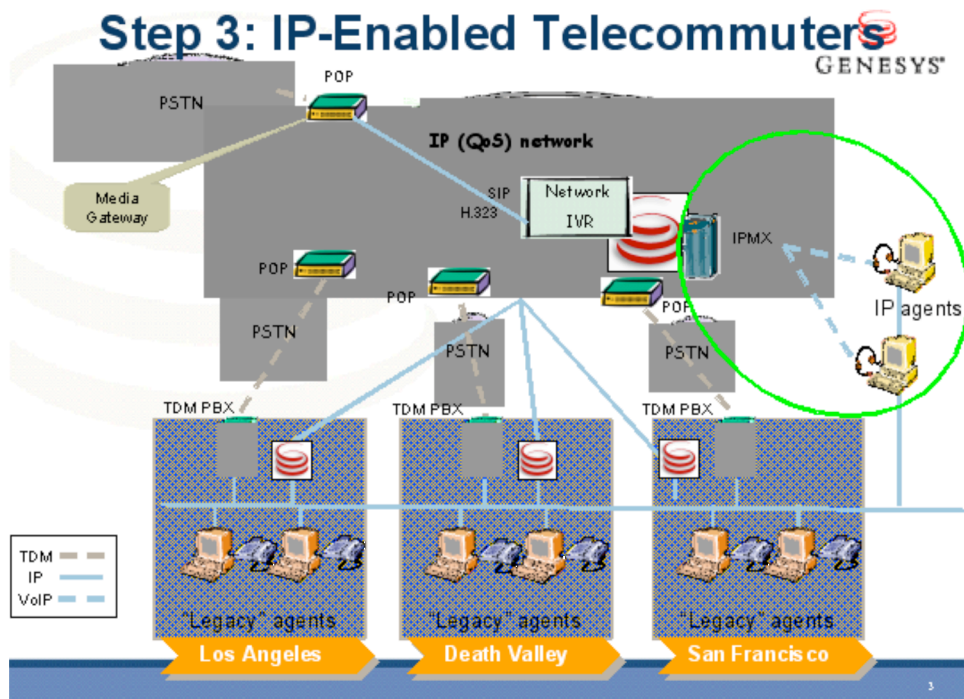 Step 3: IP-Enabled Telecommuters
GENESYS
POP
PSTN
IP (QoS) network
Media
Gateway
SIP
H.323
Network
IVR
IPMX
POP
POP
POP
IP agents
PSTN
PSTN
PSTN
TDM PBX
TDM PBX
TDM PBX
TDM
IP
VoIP
"Legacy" agents
"Legacy" agents
"Legacy" agents
Los Angeles
Death Valley
San Francisco
3